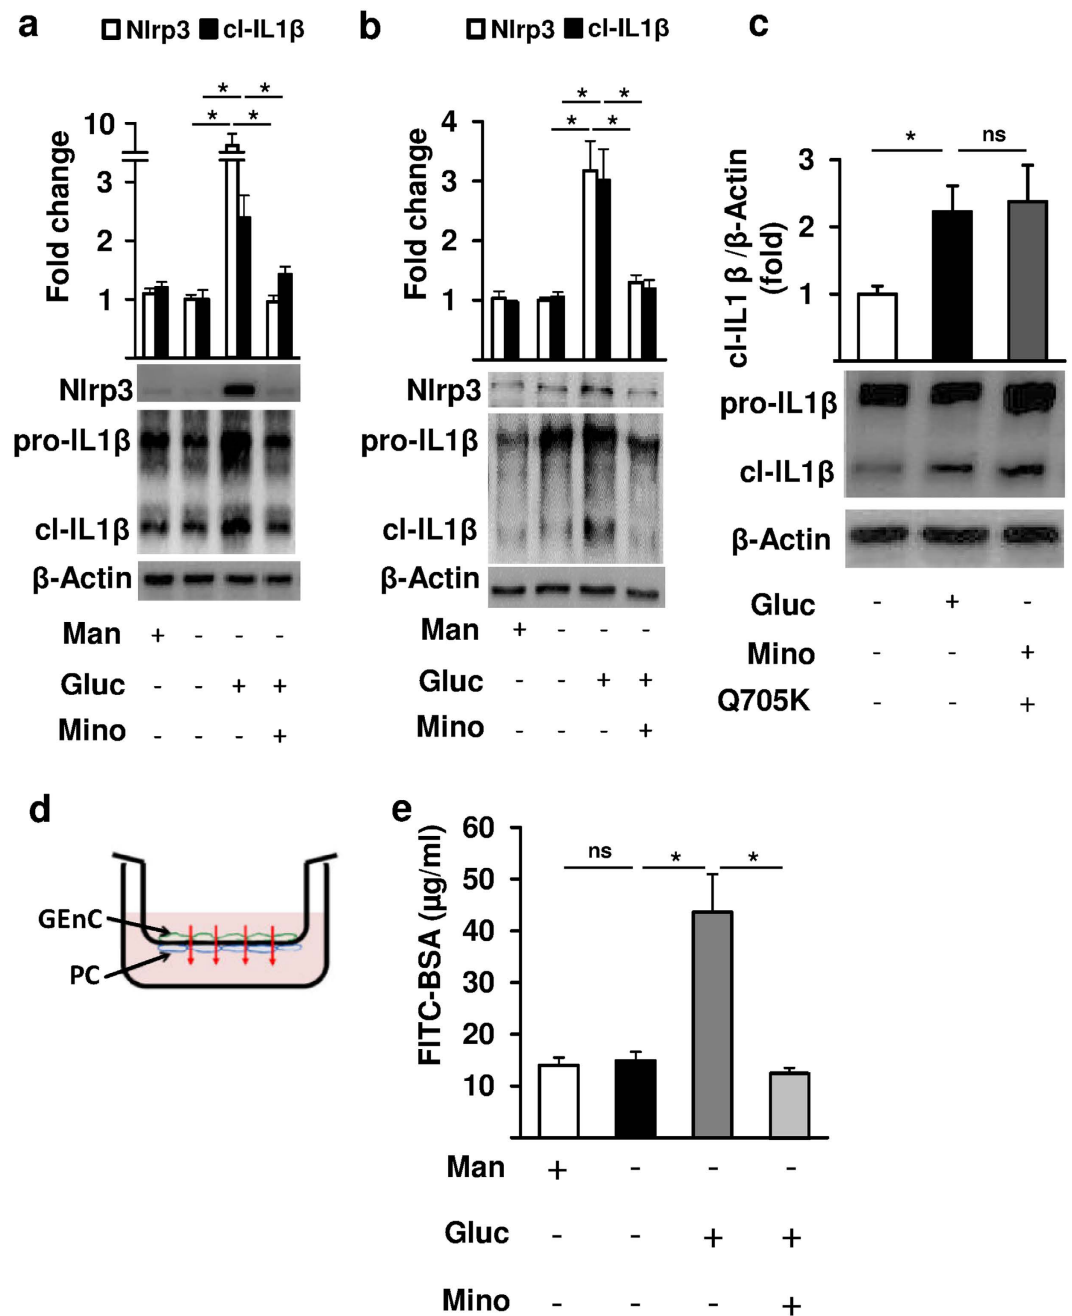 a
Nlrp3 cl-IL1β
* *
* *
Fold change
10
3
2
1
Nlrp3
pro-IL1β
cl-IL1β
β-Actin
Man + - - -
Gluc - - + +
Mino - - - +
b
Nlrp3 cl-IL1β
* *
* *
Fold change
4
3
2
1
Nlrp3
pro-IL1β
cl-IL1β
β-Actin
Man + - - -
Gluc - - + +
Mino - - - +
c
* ns
cl-IL1 β /β-Actin
(fold)
3
2
1
pro-IL1β
cl-IL1β
β-Actin
Gluc - + -
Mino - - +
Q705K - - +
d
GEnC
PC
e
ns * *
FITC-BSA (µg/ml)
60
50
40
30
20
10
Man + - - -
Gluc - - + +
Mino - - - +